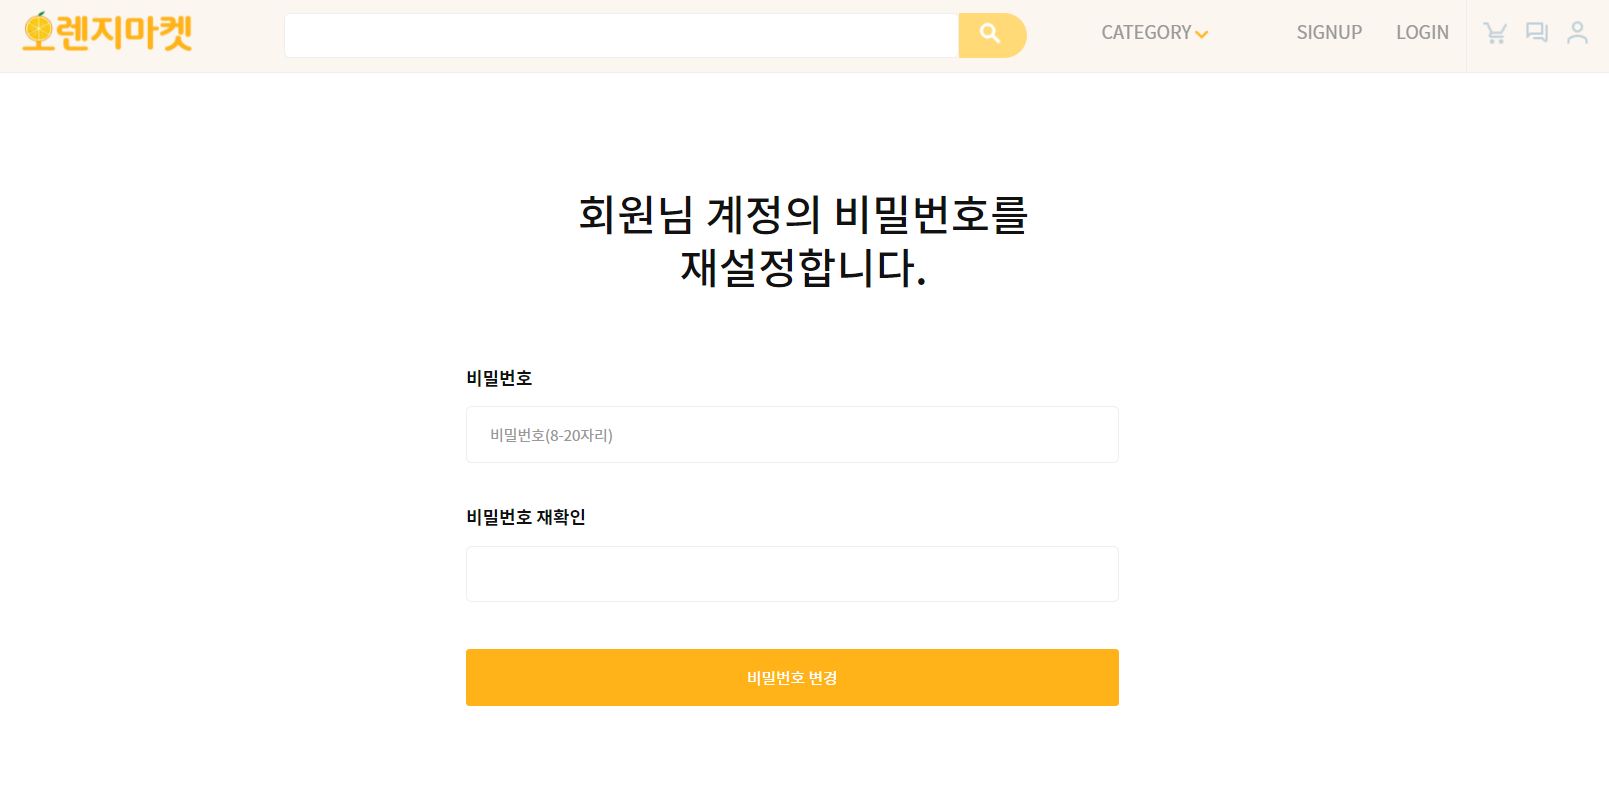 오렌지마켓
CATEGORY
SIGNUP
LOGIN
회원님 계정의 비밀번호를
재설정합니다.
비밀번호
비밀번호(8-20자리)
비밀번호 재확인
비밀번호 변경